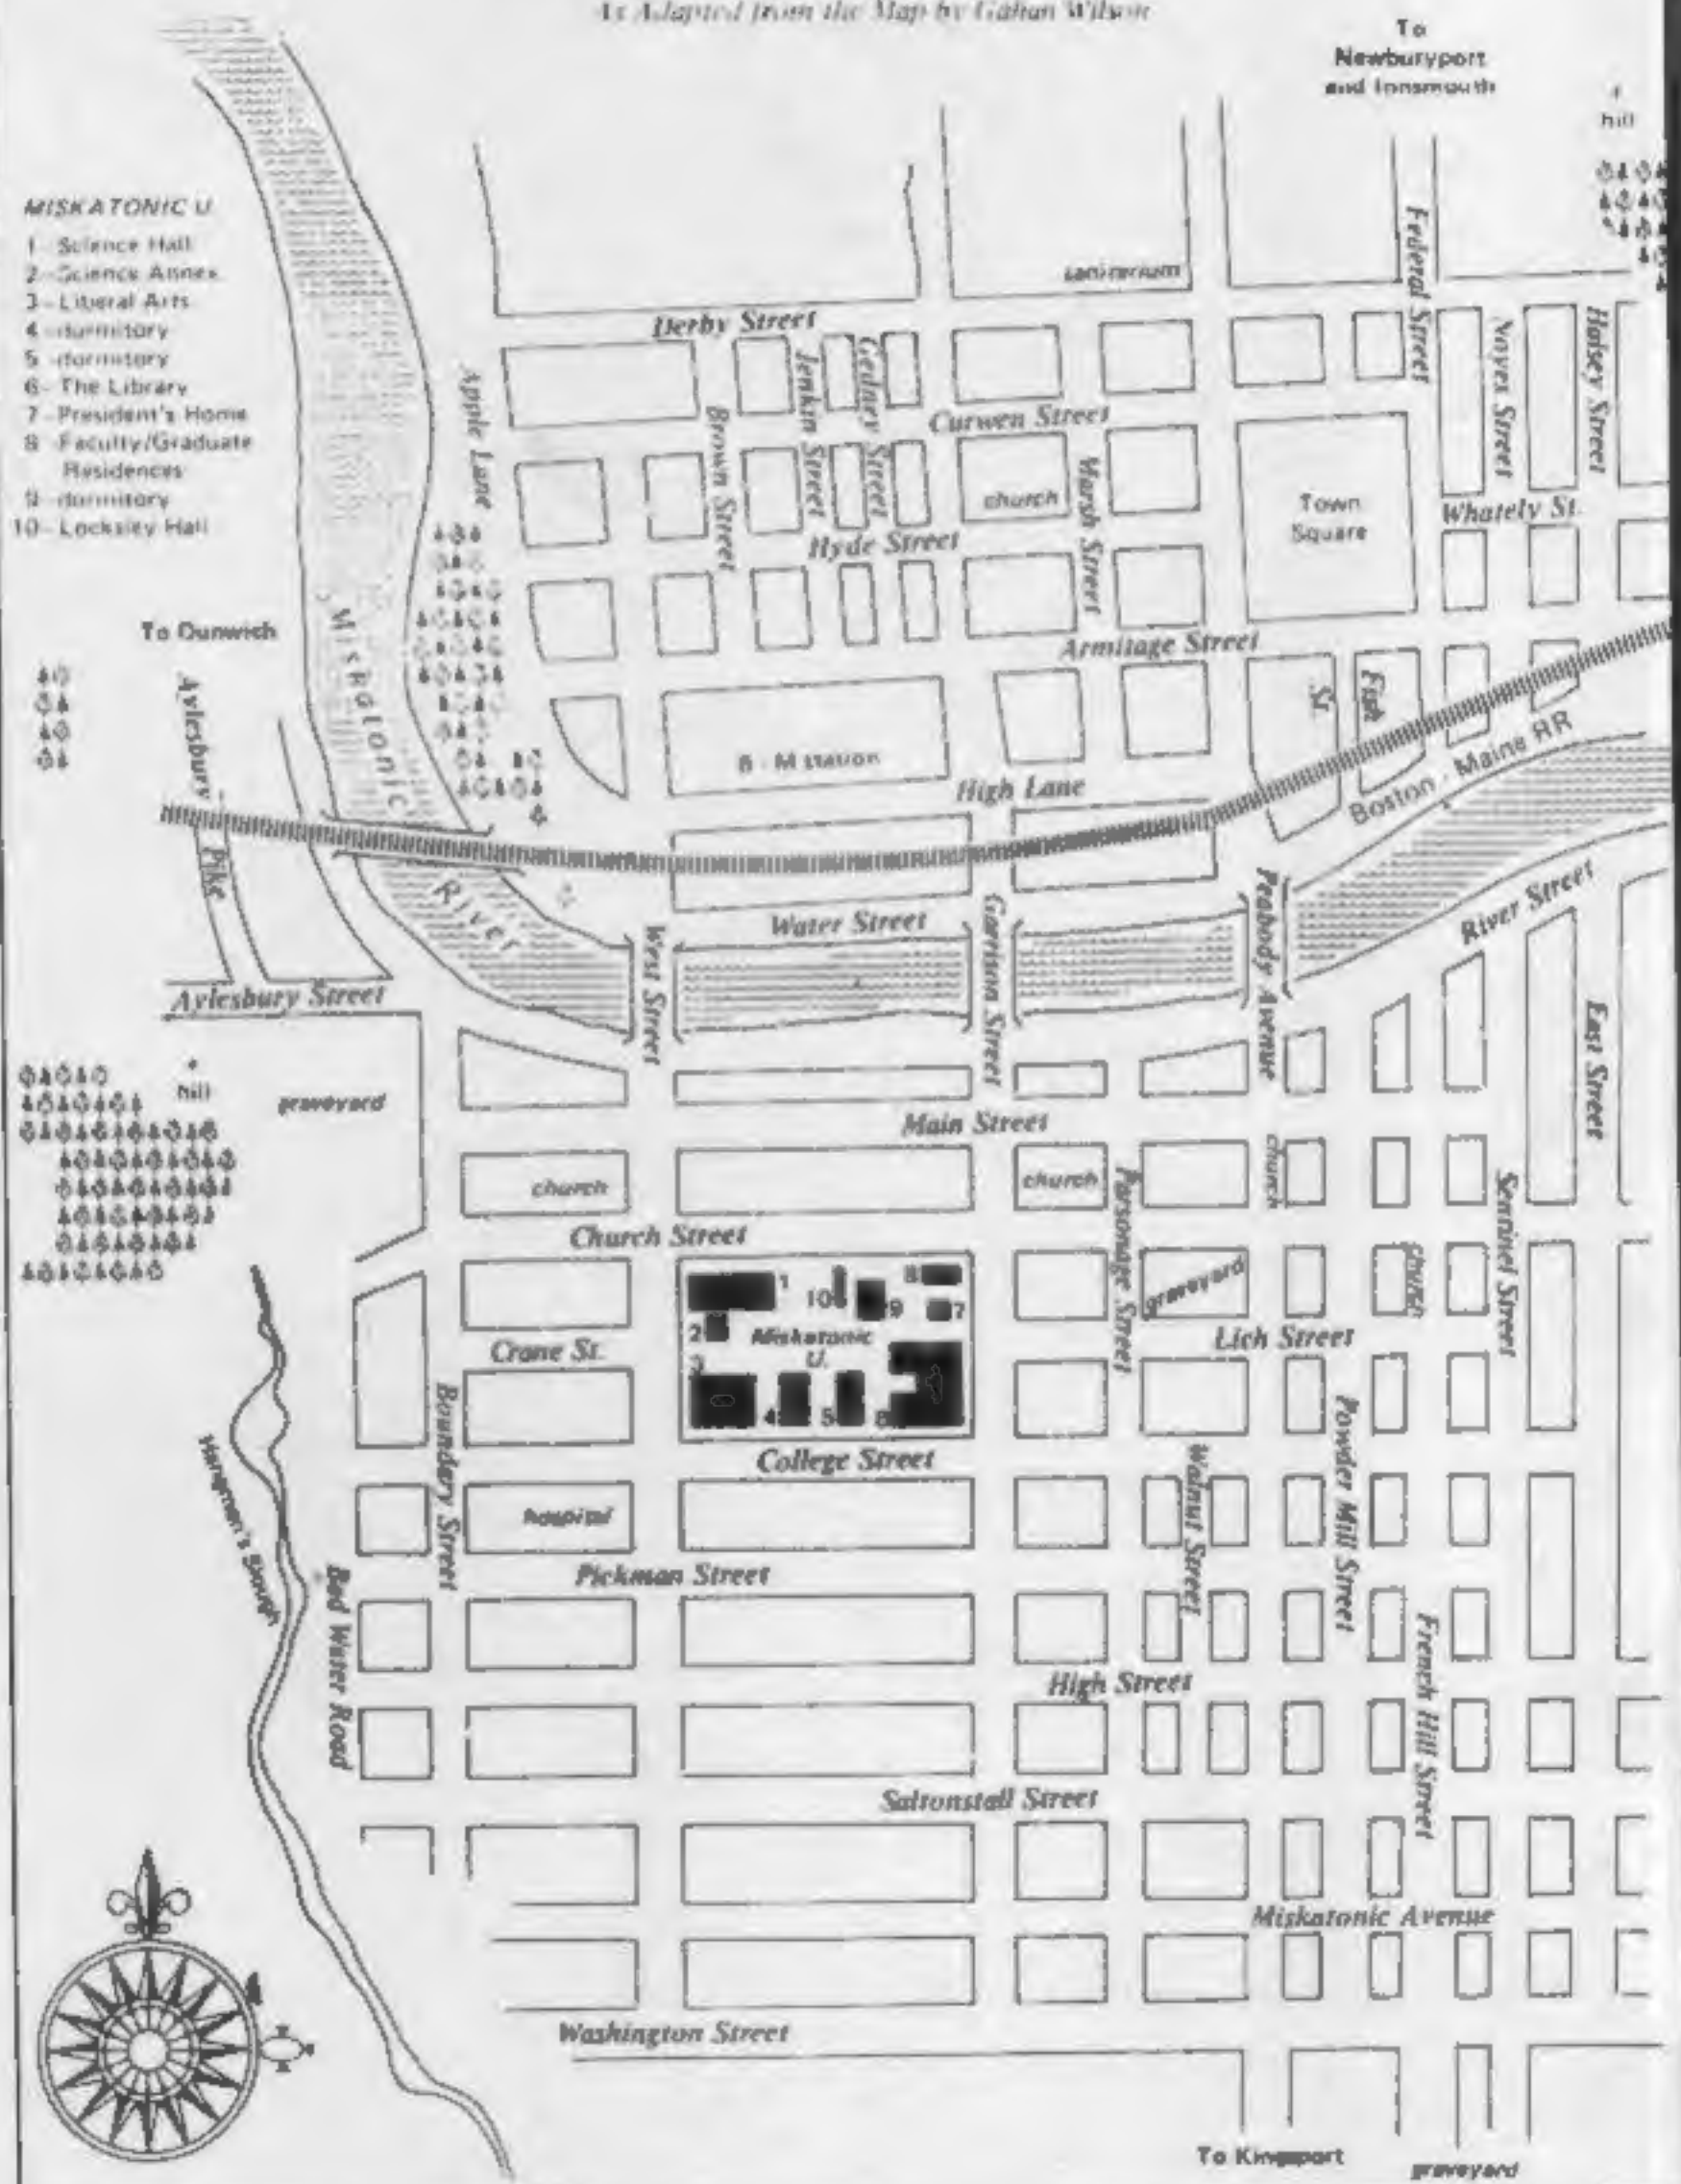 As Adapted from the Map by Gahan Wilson
To
Newburyport
and Innsmouth
hill
MISKATONIC U.
1 - Science Hall
2 - Science Annex
3 - Liberal Arts
4 - dormitory
5 - dormitory
6 - The Library
7 - President's Home
8 - Faculty/Graduate
Residences
9 - dormitory
10 - Locksley Hall
sanitarium
Federal Street
Derby Street
Apple Lane
Brown Street
Jenkin Street
Gedney Street
Curwen Street
Noyes Street
Halsey Street
church
Marsh Street
Town
Square
Whately St.
Hyde Street
To Dunwich
Miskatonic
River
Armitage Street
Aylesbury
Pike
Fish
St.
B - M station
High Lane
Boston - Maine RR
Water Street
West Street
Garrison Street
Peabody Avenue
River Street
Aylesbury Street
East Street
hill
graveyard
Main Street
church
church
church
Parsonage Street
Sentinel Street
Church Street
1
10
9
8
7
2
Miskatonic
U.
3
4
5
6
graveyard
church
Lich Street
Crane St.
Boundary Street
Powder Mill Street
College Street
Hangman's Slough
hospital
Walnut Street
Pickman Street
Bad Water Road
High Street
French Hill Street
Saltonstall Street
Miskatonic Avenue
Washington Street
To Kingsport
graveyard